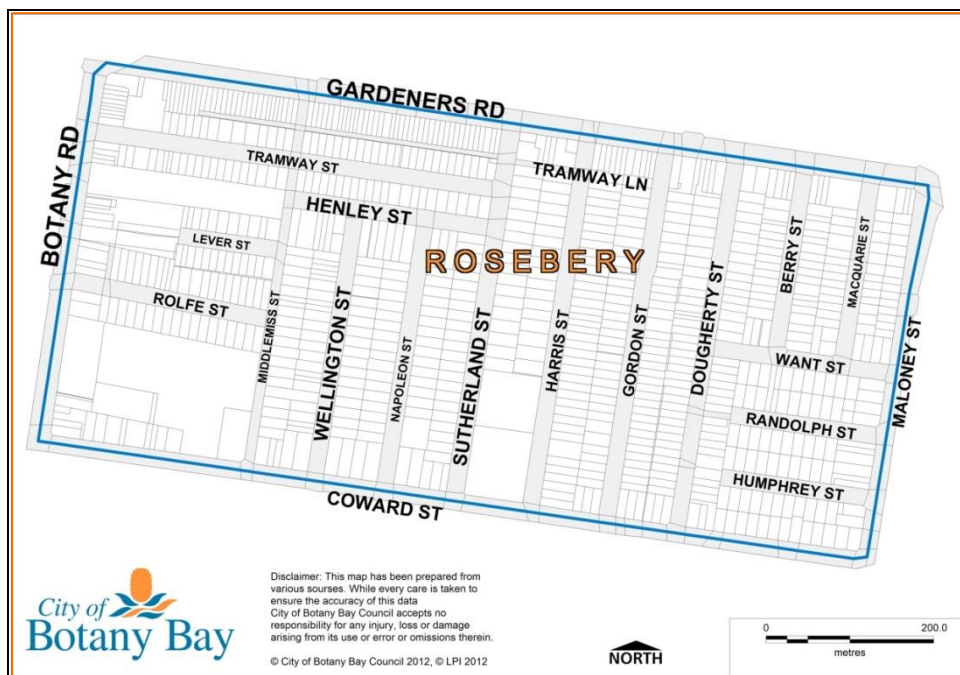 GARDENERS RD
BOTANY RD
TRAMWAY ST
TRAMWAY LN
HENLEY ST
LEVER ST
ROSEBERY
BERRY ST
MACQUARIE ST
ROLFE ST
MIDDLEMISS ST
WELLINGTON ST
NAPOLEON ST
SUTHERLAND ST
HARRIS ST
GORDON ST
DOUGHERTY ST
WANT ST
MALONEY ST
RANDOLPH ST
HUMPHREY ST
COWARD ST
City of
Botany Bay
Disclaimer: This map has been prepared from
various sourses. While every care is taken to
ensure the accuracy of this data
City of Botany Bay Council accepts no
responsibility for any injury, loss or damage
arising from its use or error or omissions therein.
© City of Botany Bay Council 2012, © LPI 2012
NORTH
0 200.0
metres